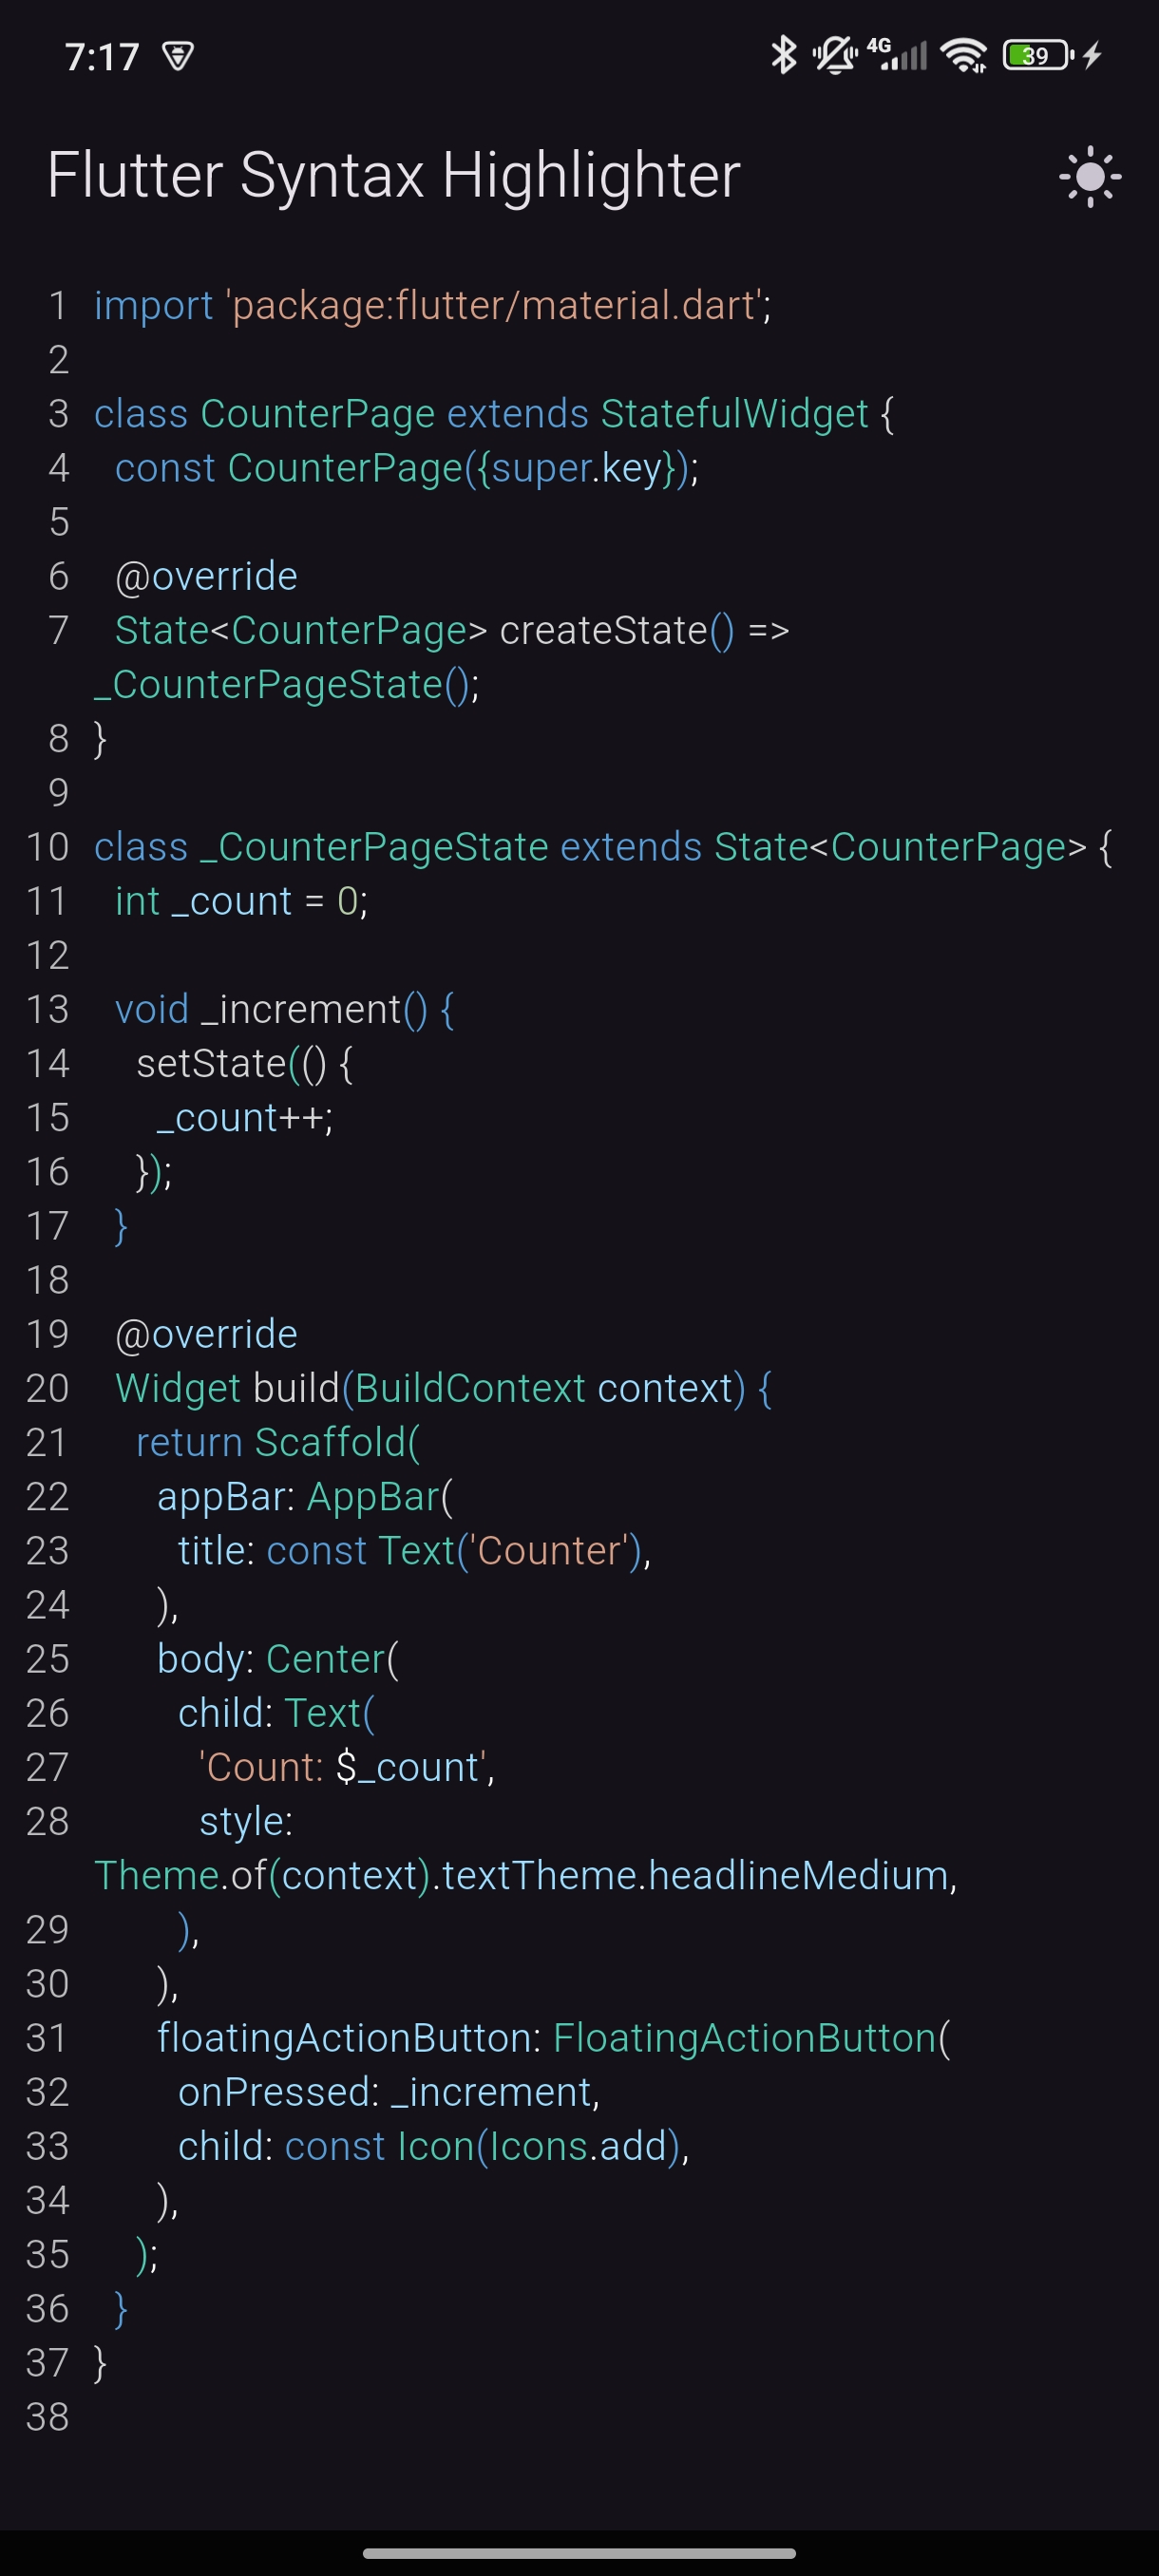 7:17
4G
39
Flutter Syntax Highlighter
1 import 'package:flutter/material.dart';
2
3 class CounterPage extends StatefulWidget {
4   const CounterPage({super.key});
5
6   @override
7   State<CounterPage> createState() =>
_CounterPageState();
8 }
9
10 class _CounterPageState extends State<CounterPage> {
11   int _count = 0;
12
13   void _increment() {
14     setState(() {
15       _count++;
16     });
17   }
18
19   @override
20   Widget build(BuildContext context) {
21     return Scaffold(
22       appBar: AppBar(
23         title: const Text('Counter'),
24       ),
25       body: Center(
26         child: Text(
27           'Count: $_count',
28           style:
Theme.of(context).textTheme.headlineMedium,
29         ),
30       ),
31       floatingActionButton: FloatingActionButton(
32         onPressed: _increment,
33         child: const Icon(Icons.add),
34       ),
35     );
36   }
37 }
38